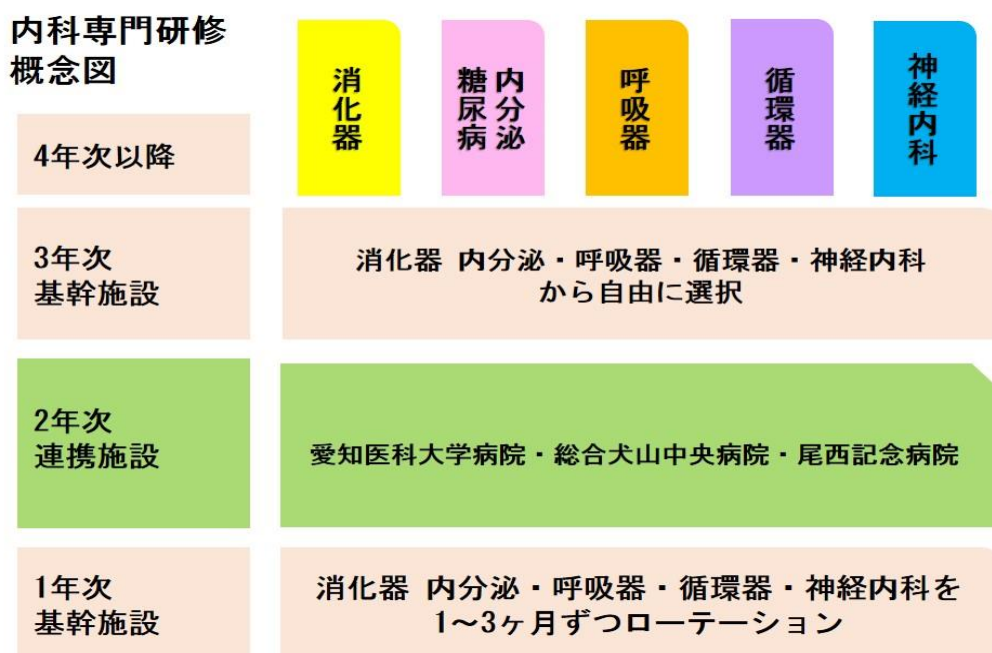 内科専門研修
概念図
消化器
内分泌
糖尿病
呼吸器
循環器
神経内科
4年次以降
3年次
基幹施設
消化器 内分泌・呼吸器・循環器・神経内科
から自由に選択
2年次
連携施設
愛知医科大学病院・総合犬山中央病院・尾西記念病院
1年次
基幹施設
消化器 内分泌・呼吸器・循環器・神経内科を
1～3ヶ月ずつローテーション